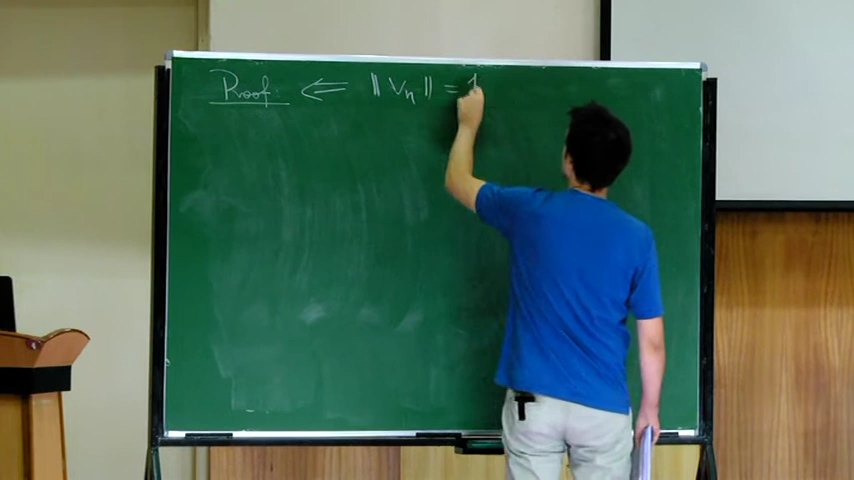 Proof: ⇐ ‖ vₙ ‖ = 1